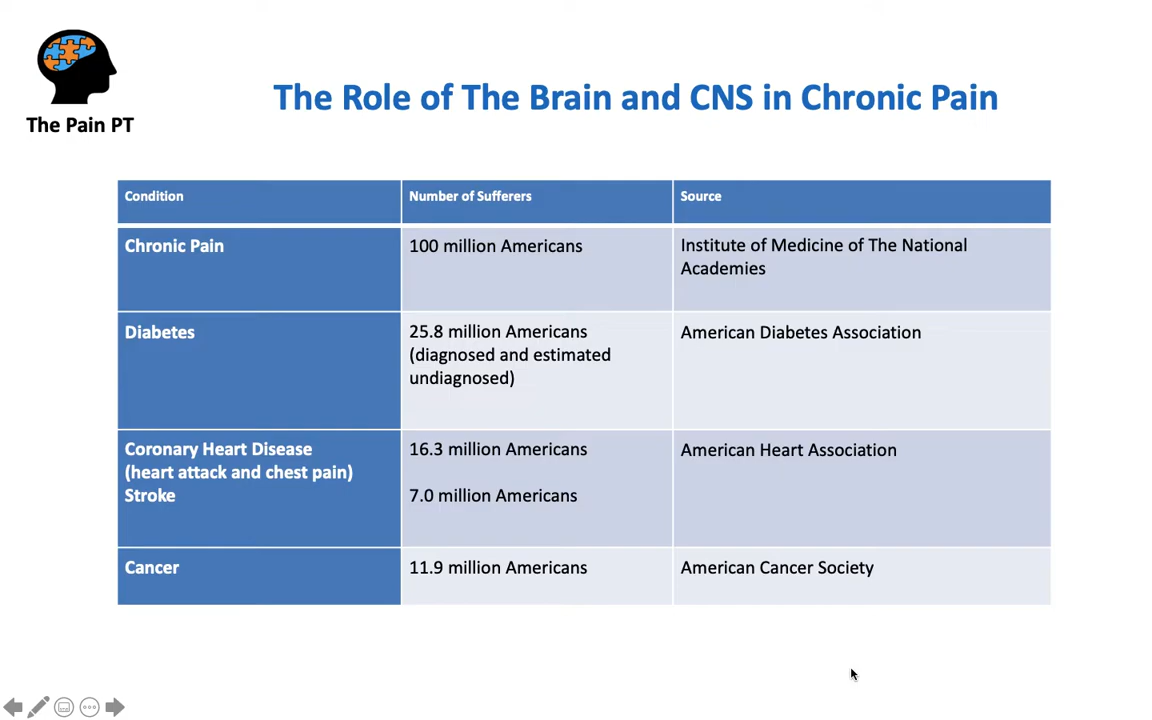 The Pain PT
The Role of The Brain and CNS in Chronic Pain
Condition
Number of Sufferers
Source
Chronic Pain
100 million Americans
Institute of Medicine of The National
Academies
Diabetes
25.8 million Americans
(diagnosed and estimated
undiagnosed)
American Diabetes Association
Coronary Heart Disease
(heart attack and chest pain)
Stroke
16.3 million Americans
7.0 million Americans
American Heart Association
Cancer
11.9 million Americans
American Cancer Society